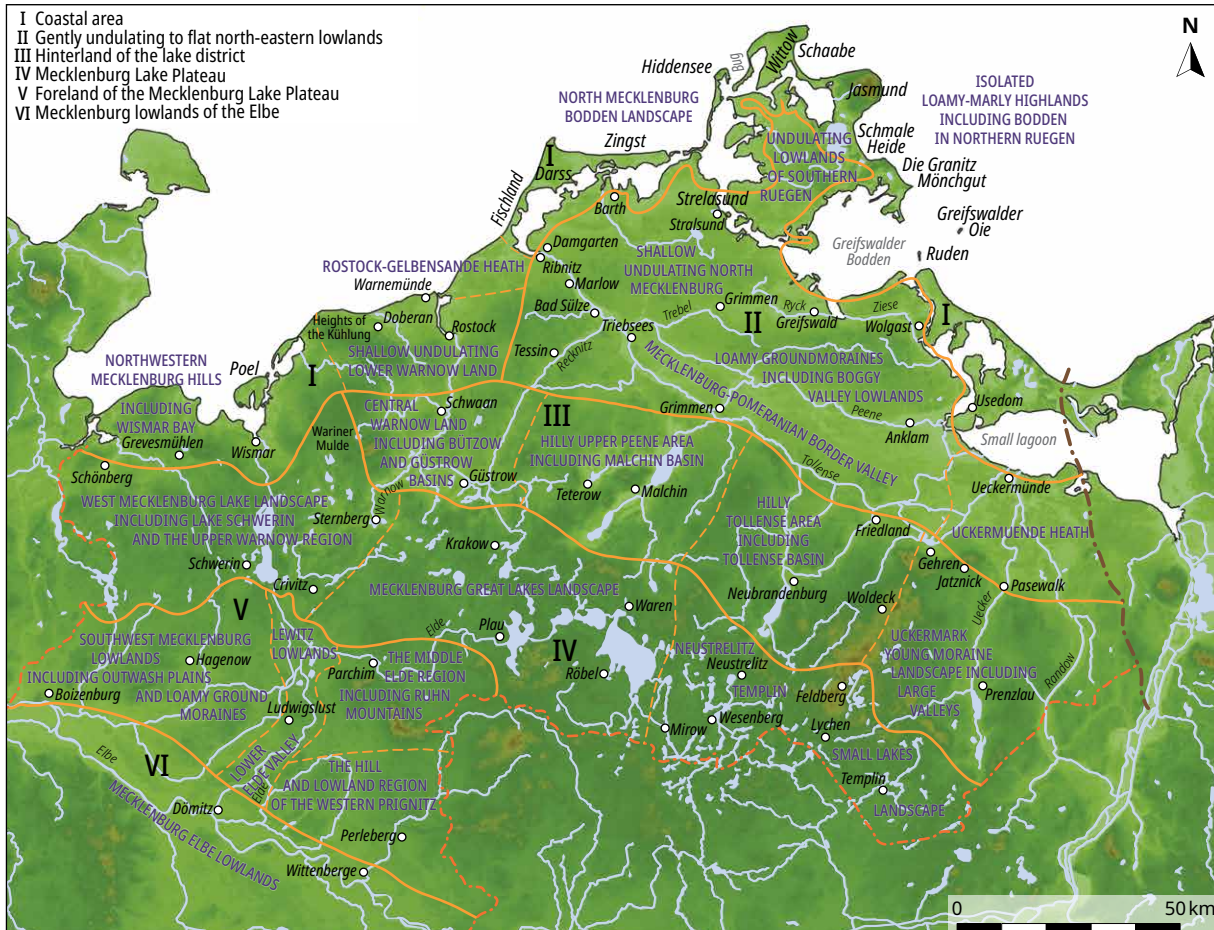 I Coastal area
II Gently undulating to flat north-eastern lowlands
III Hinterland of the lake district
IV Mecklenburg Lake Plateau
V Foreland of the Mecklenburg Lake Plateau
VI Mecklenburg lowlands of the Elbe
N
Wittow
Schaabe
Bug
Hiddensee
Jasmund
NORTH MECKLENBURG
BODDEN LANDSCAPE
ISOLATED
LOAMY-MARLY HIGHLANDS
INCLUDING BODDEN
IN NORTHERN RUEGEN
Zingst
Schmale
Heide
UNDULATING
LOWLANDS
OF SOUTHERN
RUEGEN
I
Darss
Die Granitz
Mönchgut
Fischland
Barth
Strelasund
Stralsund
Greifswalder
Oie
Greifswalder
Bodden
Ruden
Damgarten
Ribnitz
SHALLOW
UNDULATING NORTH
MECKLENBURG
ROSTOCK-GELBENSANDE HEATH
Warnemünde
Marlow
Bad Sülze
Trebel
Grimmen
Ryck
Greifswald
Ziese
Wolgast
I
II
Heights of
the Kühlung
Doberan
Rostock
Triebsees
Tessin
Recknitz
SHALLOW UNDULATING
LOWER WARNOW LAND
NORTHWESTERN
MECKLENBURG HILLS
Poel
I
MECKLENBURG-POMERANIAN BORDER VALLEY
LOAMY GROUNDMORAINES
INCLUDING BOGGY
VALLEY LOWLANDS
Peene
Usedom
Anklam
Small lagoon
INCLUDING
WISMAR BAY
Grevesmühlen
Wismar
Schönberg
Wariner
Mulde
CENTRAL
WARNOW LAND
INCLUDING BÜTZOW
AND GÜSTROW
BASINS
Schwaan
Güstrow
III
Grimmen
HILLY UPPER PEENE AREA
INCLUDING MALCHIN BASIN
Teterow
Malchin
Tollense
Ueckermünde
WEST MECKLENBURG LAKE LANDSCAPE
INCLUDING LAKE SCHWERIN
AND THE UPPER WARNOW REGION
Warnow
Sternberg
HILLY
TOLLENSE AREA
INCLUDING
TOLLENSE BASIN
Friedland
UCKERMUENDE HEATH
Krakow
Gehren
Jatznick
Pasewalk
Schwerin
Crivitz
MECKLENBURG GREAT LAKES LANDSCAPE
Waren
Neubrandenburg
Woldeck
Uecker
V
Elde
Plau
IV
Röbel
SOUTHWEST MECKLENBURG
LOWLANDS
Hagenow
INCLUDING OUTWASH PLAINS
AND LOAMY GROUND
MORAINES
Boizenburg
LEWITZ
LOWLANDS
Parchim
THE MIDDLE
ELDE REGION
INCLUDING RUHN
MOUNTAINS
Ludwigslust
NEUSTRELITZ
Neustrelitz
TEMPLIN
Feldberg
UCKERMARK
YOUNG MORAINE
LANDSCAPE INCLUDING
LARGE
VALLEYS
Prenzlau
Randow
Mirow
Wesenberg
Lychen
SMALL LAKES
Templin
LANDSCAPE
Elbe
VI
LOWER
ELDE VALLEY
Elde
THE HILL
AND LOWLAND REGION
OF THE WESTERN PRIGNITZ
Dömitz
MECKLENBURG ELBE LOWLANDS
Perleberg
Wittenberge
0 50 km